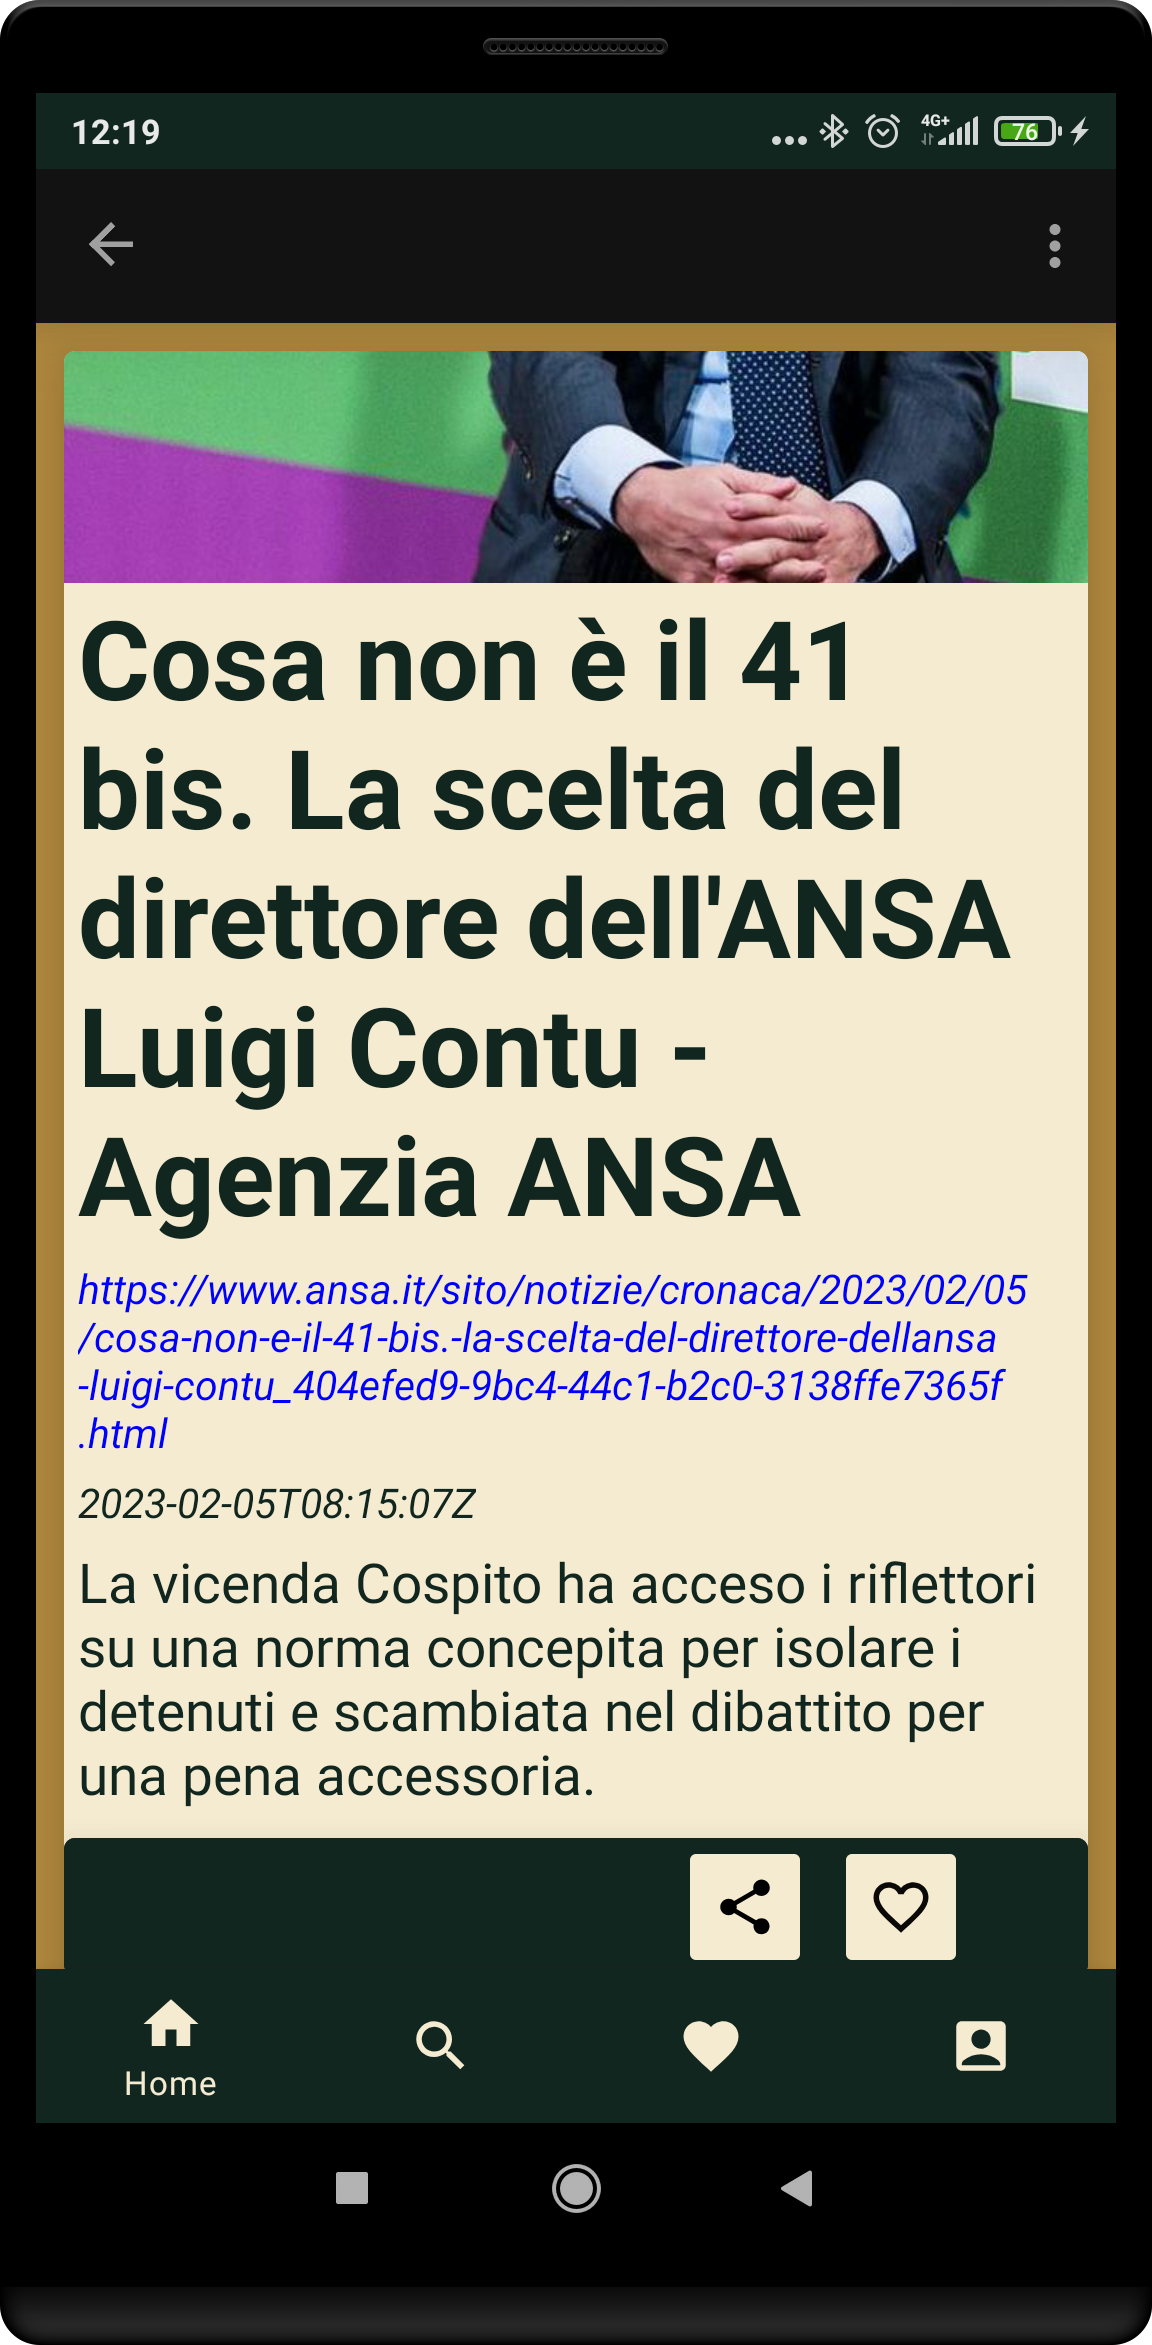 12:19
4G+
76
Cosa non è il 41
bis. La scelta del
direttore dell'ANSA
Luigi Contu -
Agenzia ANSA
https://www.ansa.it/sito/notizie/cronaca/2023/02/05
/cosa-non-e-il-41-bis.-la-scelta-del-direttore-dellansa
-luigi-contu_404efed9-9bc4-44c1-b2c0-3138ffe7365f
.html
2023-02-05T08:15:07Z
La vicenda Cospito ha acceso i riflettori
su una norma concepita per isolare i
detenuti e scambiata nel dibattito per
una pena accessoria.
Home